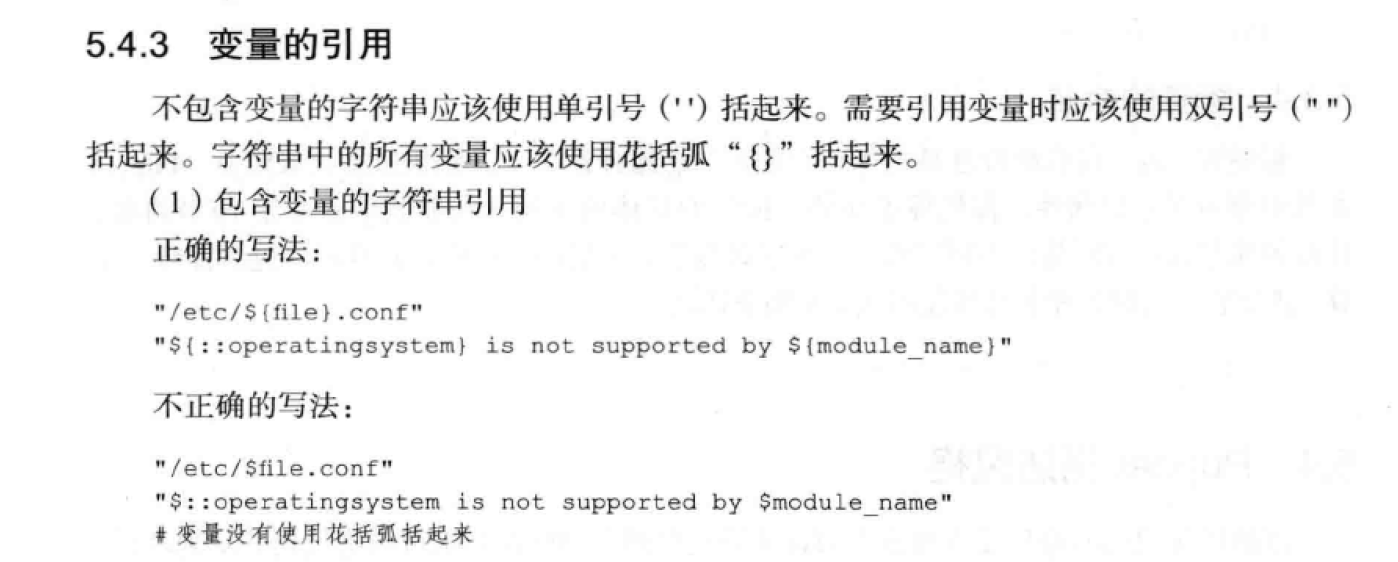 5.4.3 变量的引用
不包含变量的字符串应该使用单引号（''）括起来。需要引用变量时应该使用双引号（""）
括起来。字符串中的所有变量应该使用花括弧“{}”括起来。
（1）包含变量的字符串引用
正确的写法：
"/etc/${file}.conf"
"${::operatingsystem} is not supported by ${module_name}"
不正确的写法：
"/etc/$file.conf"
"$::operatingsystem is not supported by $module_name"
# 变量没有使用花括弧括起来